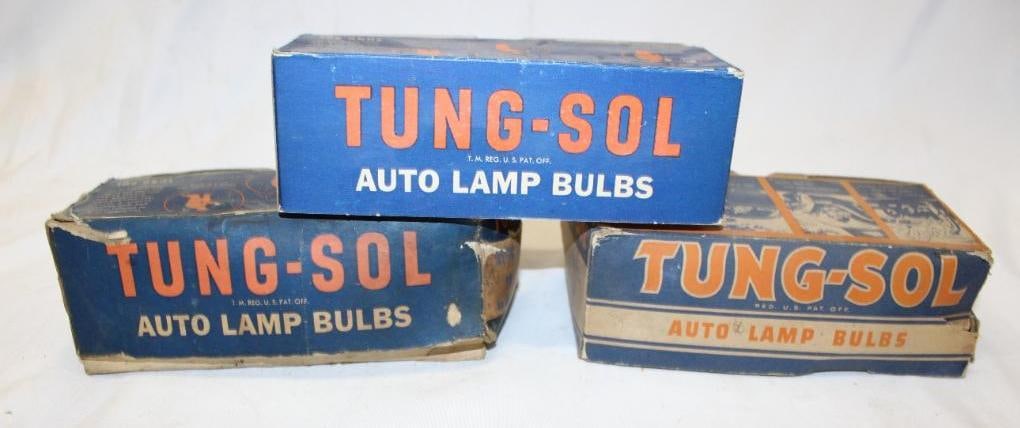 TUNG-SOL
T. M. REG. U. S. PAT. OFF.
AUTO LAMP BULBS
TUNG-SOL
T. M. REG. U. S. PAT. OFF.
AUTO LAMP BULBS
TUNG-SOL
REG. U.S. PAT. OFF.
AUTO LAMP BULBS